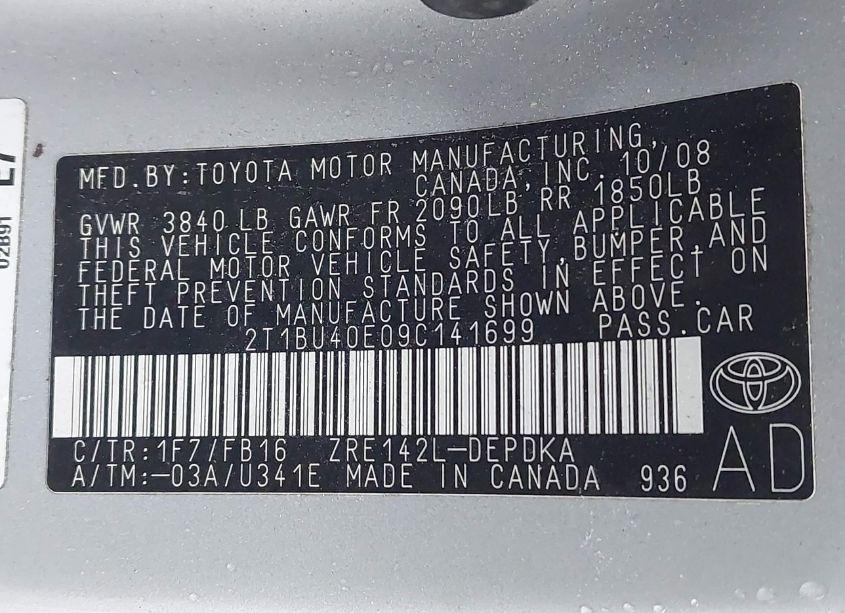 MFD.BY:TOYOTA MOTOR MANUFACTURING,
CANADA,INC. 10/08
GVWR 3840 LB GAWR FR 2090LB RR 1850LB
THIS VEHICLE CONFORMS TO ALL APPLICABLE
FEDERAL MOTOR VEHICLE SAFETY,BUMPER,AND
THEFT PREVENTION STANDARDS IN EFFECT ON
THE DATE OF MANUFACTURE SHOWN ABOVE.
2T1BU40E09C141699 PASS.CAR
C/TR:1F7/FB16 ZRE142L-DEPDKA
A/TM:-03A/U341E MADE IN CANADA 936
AD